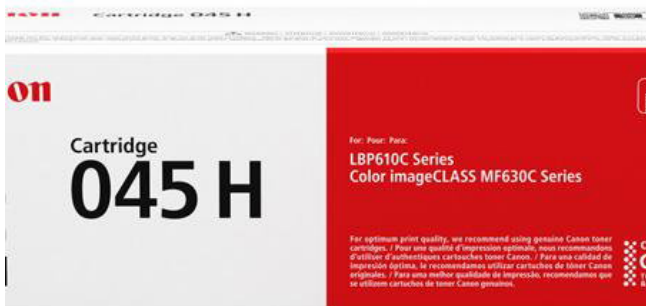 Cartridge 045 H
on
Cartridge
045 H
For: Pour: Para:
LBP610C Series
Color imageCLASS MF630C Series
For optimum print quality, we recommend using genuine Canon toner
cartridges. / Pour une qualité d'impression optimale, nous recommandons
d'utiliser d'authentiques cartouches toner Canon. / Para una calidad de
impresión óptima, le recomendamos utilizar cartuchos de tóner Canon
originales. / Para uma melhor qualidade de impressão, recomendamos que
se utilizem cartuchos de toner Canon genuínos.